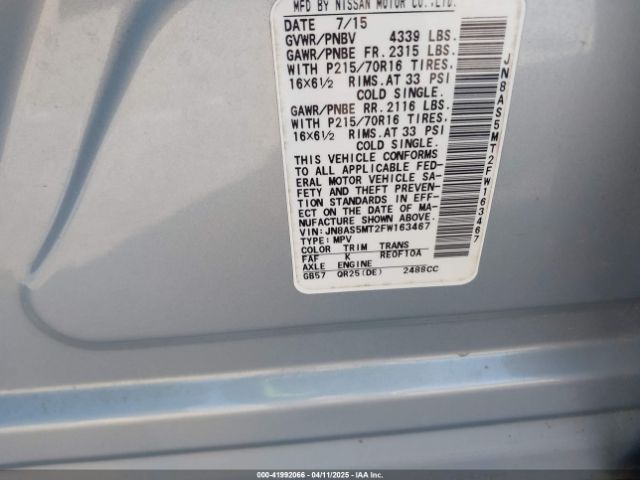 MFD BY NISSAN MOTOR CO.,LTD.
DATE 7/15
GVWR/PNBV 4339 LBS.
GAWR/PNBE FR. 2315 LBS.
WITH P215/70R16 TIRES.
16X6½ RIMS.AT 33 PSI
COLD SINGLE.
GAWR/PNBE RR. 2116 LBS.
WITH P215/70R16 TIRES.
16X6½ RIMS.AT 33 PSI
COLD SINGLE.
THIS VEHICLE CONFORMS
TO ALL APPLICABLE FED-
ERAL MOTOR VEHICLE SA-
FETY AND THEFT PREVEN-
TION STANDARDS IN EFF-
ECT ON THE DATE OF MA-
NUFACTURE SHOWN ABOVE.
VIN: JN8AS5MT2FW163467
TYPE: MPV
COLOR TRIM TRANS
FAF K RE0F10A
AXLE ENGINE
GB57 QR25(DE) 2488CC
JN8AS5MT2FW163467
000-41992066 - 04/11/2025 - IAA, Inc.